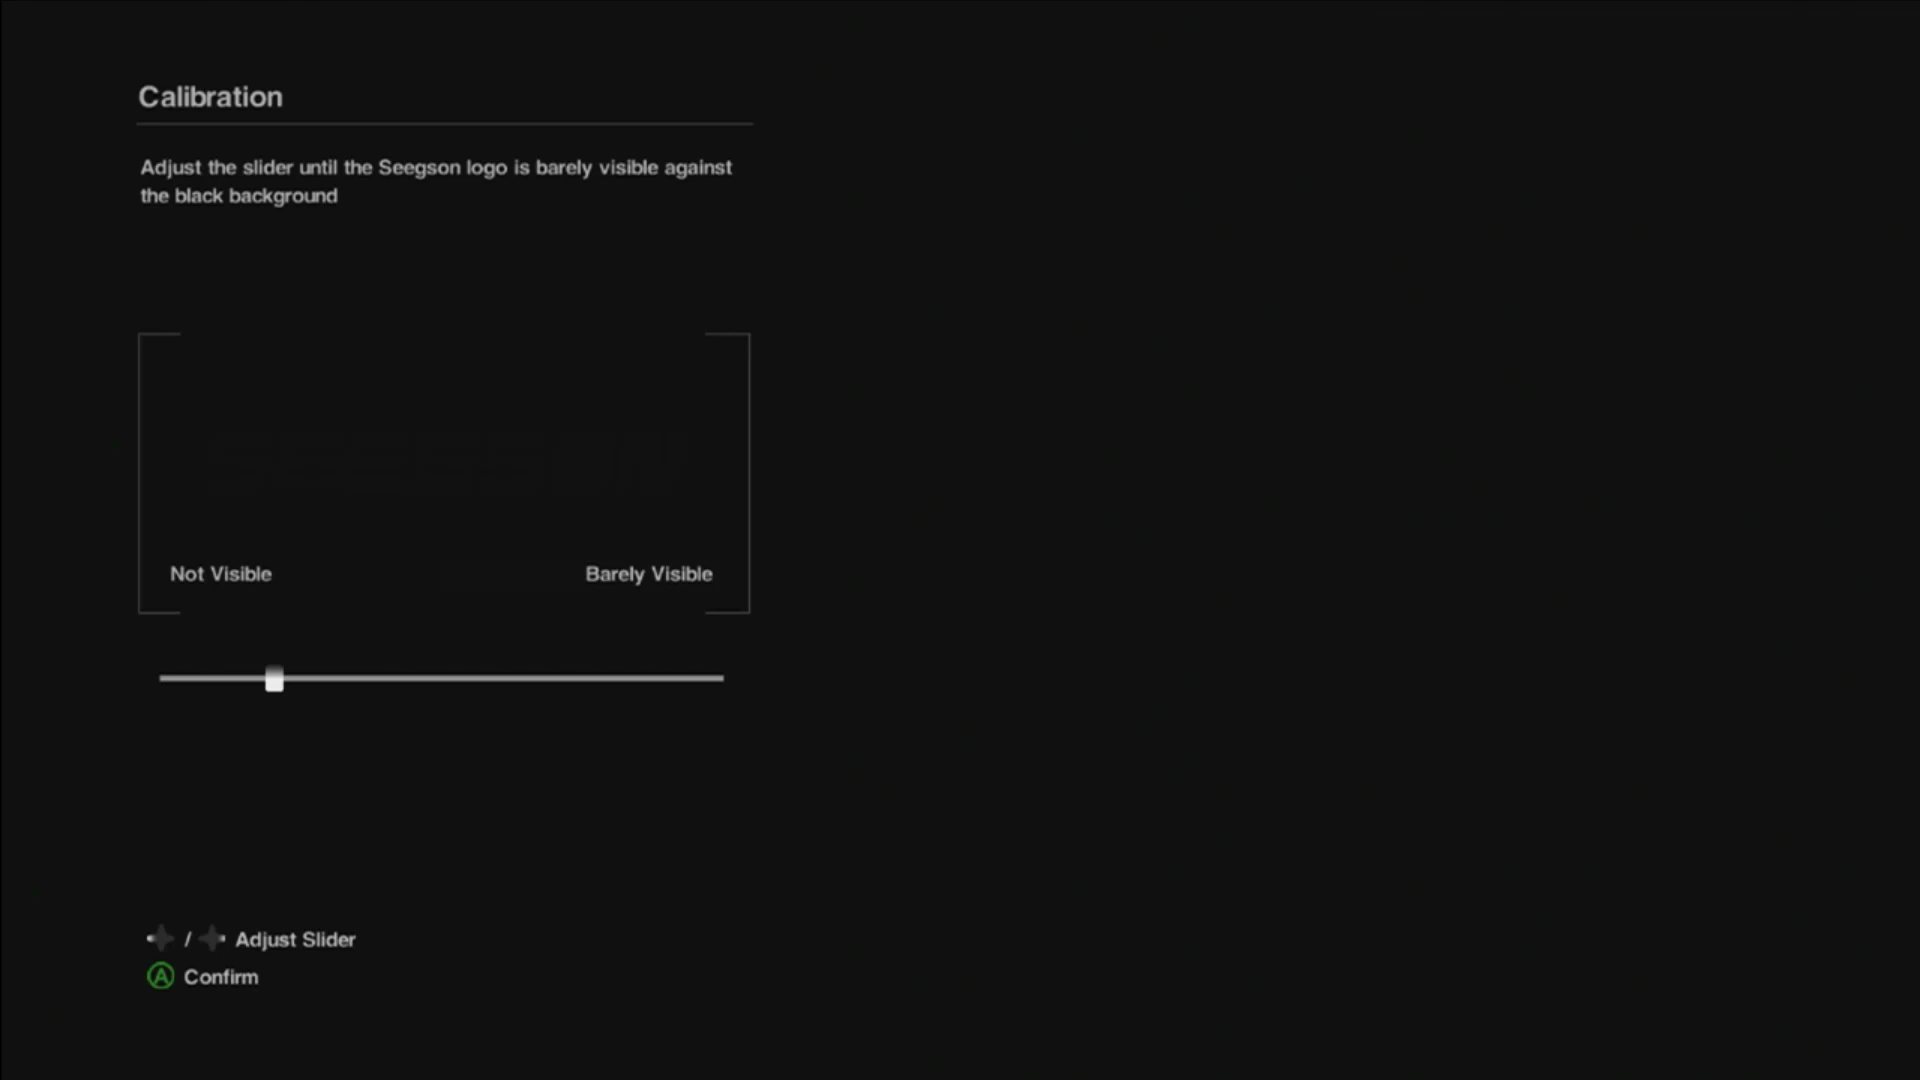 Calibration
Adjust the slider until the Seegson logo is barely visible against
the black background
Not Visible
Barely Visible
/ Adjust Slider
A Confirm